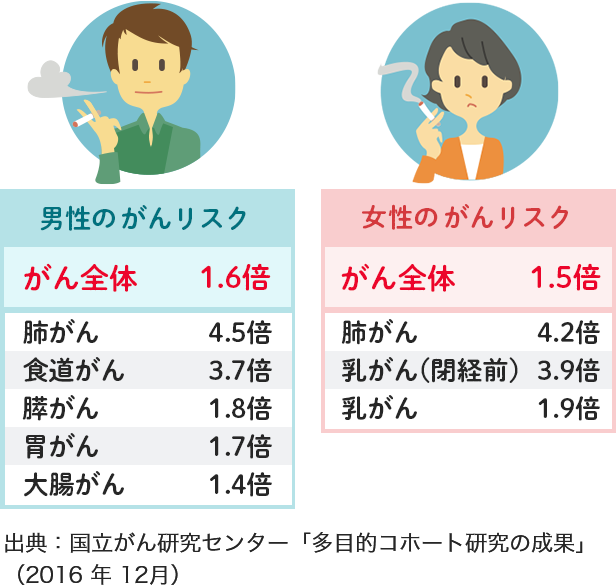 男性のがんリスク
がん全体 1.6倍
肺がん 4.5倍
食道がん 3.7倍
膵がん 1.8倍
胃がん 1.7倍
大腸がん 1.4倍
女性のがんリスク
がん全体 1.5倍
肺がん 4.2倍
乳がん(閉経前) 3.9倍
乳がん 1.9倍
出典：国立がん研究センター「多目的コホート研究の成果」
（2016 年 12月）